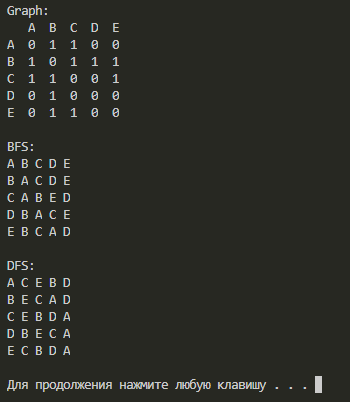 Graph:
A B C D E
A 0 1 1 0 0
B 1 0 1 1 1
C 1 1 0 0 1
D 0 1 0 0 0
E 0 1 1 0 0
BFS:
A B C D E
B A C D E
C A B E D
D B A C E
E B C A D
DFS:
A C E B D
B E C A D
C E B D A
D B E C A
E C B D A
Для продолжения нажмите любую клавишу . . .